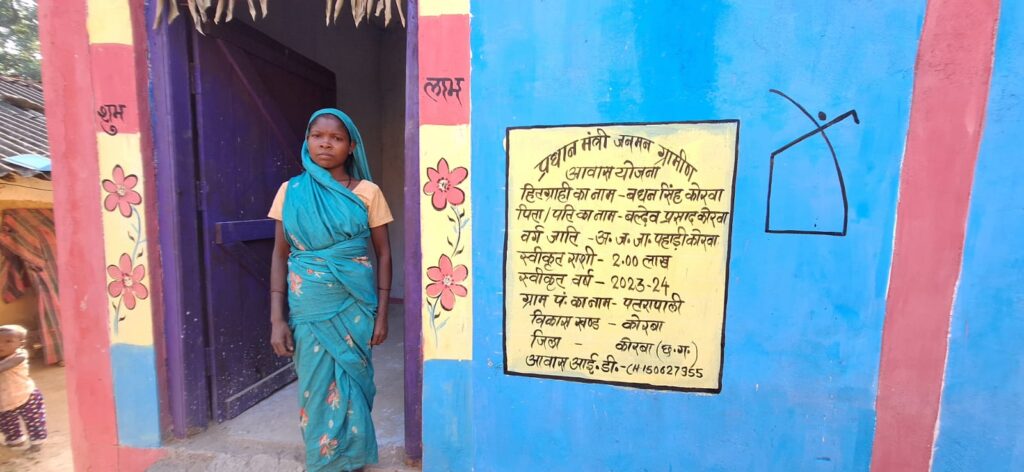 शुभ
लाभ
प्रधान मंत्री जनमन ग्रामीण
आवास योजना
हितग्राही का नाम - बधन सिंह कोरवा
पिता/पति का नाम - बल्देव प्रसाद कोरवा
वर्ग जाति - अ.ज.जा. पहाड़ी कोरवा
स्वीकृत राशी - 2.00 लाख
स्वीकृत वर्ष - 2023-24
ग्राम पं. का नाम - पतरापाली
विकास खण्ड - कोरबा
जिला - कोरबा (छ.ग.)
आवास आई.डी. - CH150627355